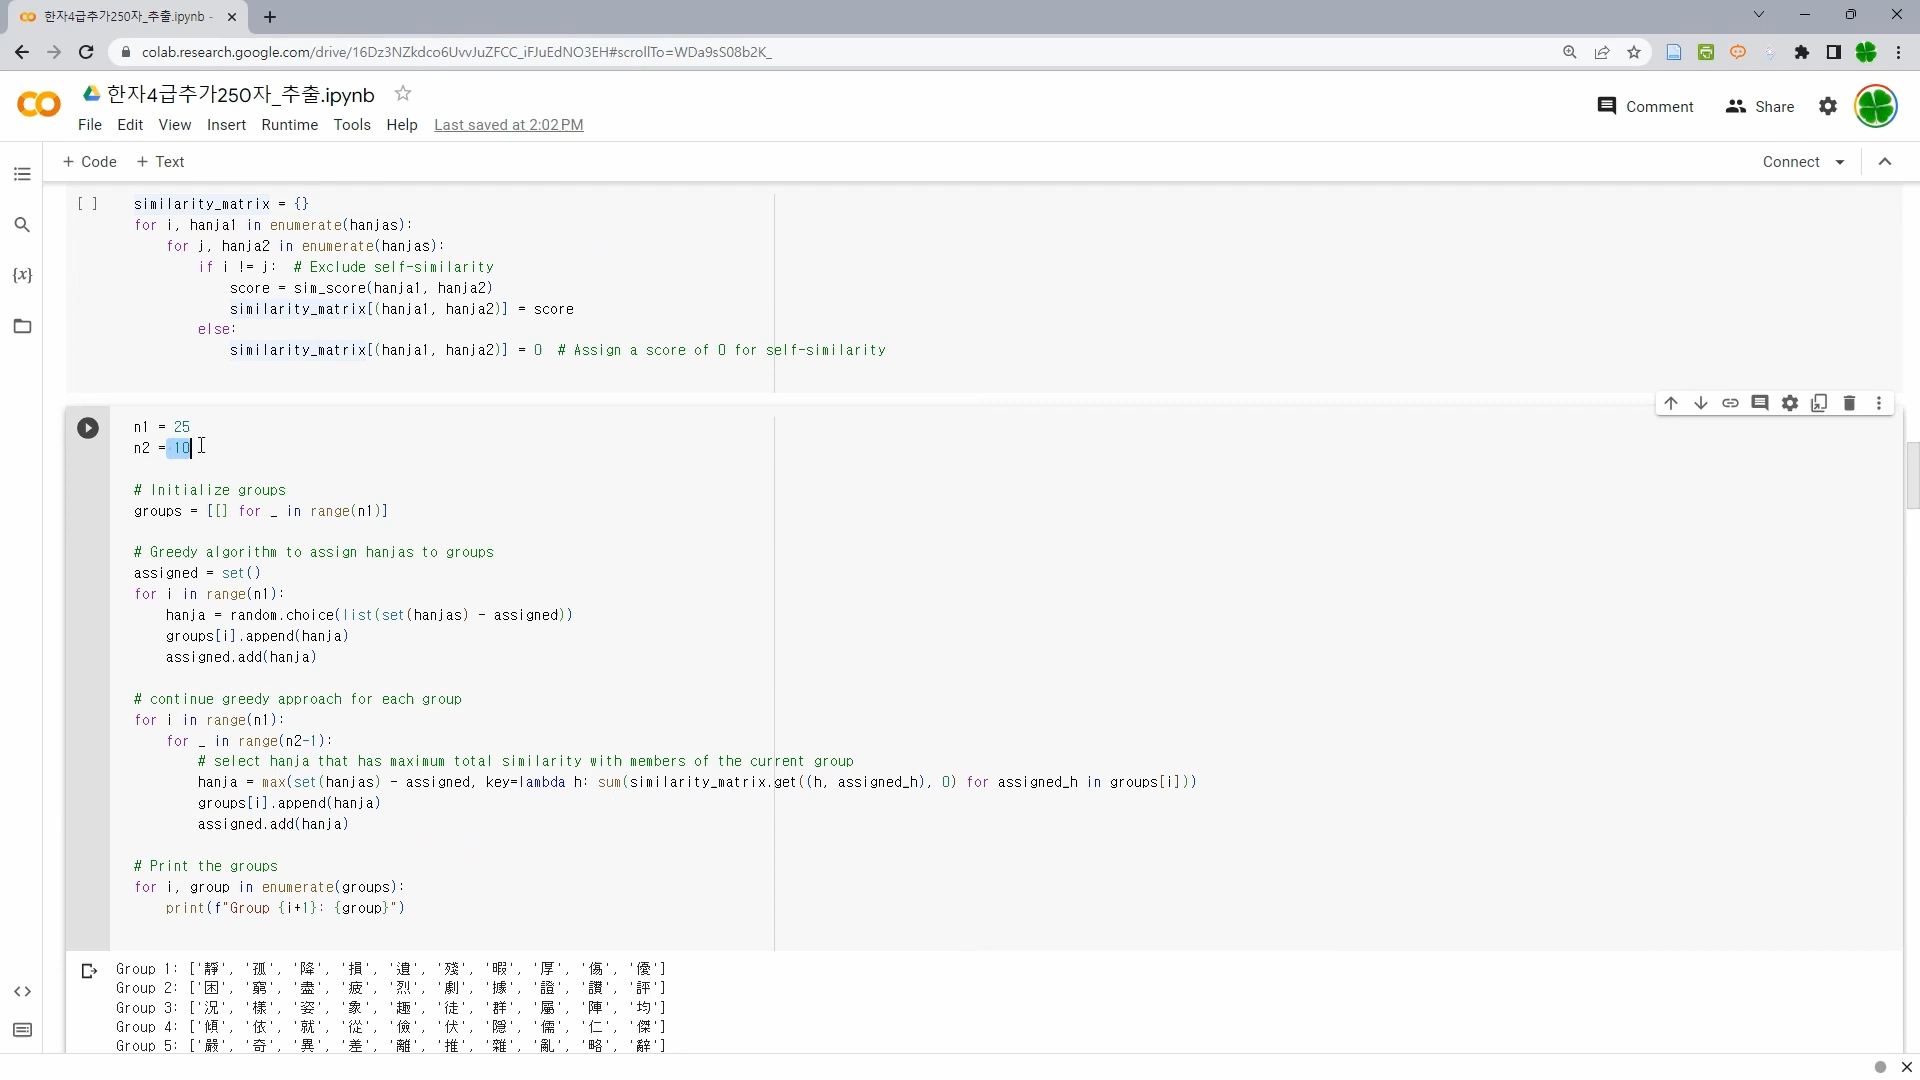 한자4급추가250자_추출.ipynb -
colab.research.google.com/drive/16Dz3NZkdco6UvvJuZFCC_iFJuEdNO3EH#scrollTo=WDa9sS08b2K_
한자4급추가250자_추출.ipynb
Comment Share
File Edit View Insert Runtime Tools Help Last saved at 2:02 PM
+ Code + Text Connect
[ ] similarity_matrix = {}
for i, hanja1 in enumerate(hanjas):
for j, hanja2 in enumerate(hanjas):
if i != j: # Exclude self-similarity
score = sim_score(hanja1, hanja2)
similarity_matrix[(hanja1, hanja2)] = score
else:
similarity_matrix[(hanja1, hanja2)] = 0 # Assign a score of 0 for self-similarity
n1 = 25
n2 = 10
# Initialize groups
groups = [[] for _ in range(n1)]
# Greedy algorithm to assign hanjas to groups
assigned = set()
for i in range(n1):
hanja = random.choice(list(set(hanjas) - assigned))
groups[i].append(hanja)
assigned.add(hanja)
# continue greedy approach for each group
for i in range(n1):
for _ in range(n2-1):
# select hanja that has maximum total similarity with members of the current group
hanja = max(set(hanjas) - assigned, key=lambda h: sum(similarity_matrix.get((h, assigned_h), 0) for assigned_h in groups[i]))
groups[i].append(hanja)
assigned.add(hanja)
# Print the groups
for i, group in enumerate(groups):
print(f"Group {i+1}: {group}")
Group 1: ['靜', '孤', '降', '損', '遺', '殘', '暇', '厚', '傷', '優']
Group 2: ['困', '窮', '盡', '疲', '烈', '劇', '據', '證', '讚', '評']
Group 3: ['況', '樣', '姿', '象', '趣', '徒', '群', '屬', '陣', '均']
Group 4: ['傾', '依', '就', '從', '儉', '伏', '隱', '儒', '仁', '傑']
Group 5: ['嚴', '奇', '異', '差', '離', '推', '雜', '亂', '略', '辭']